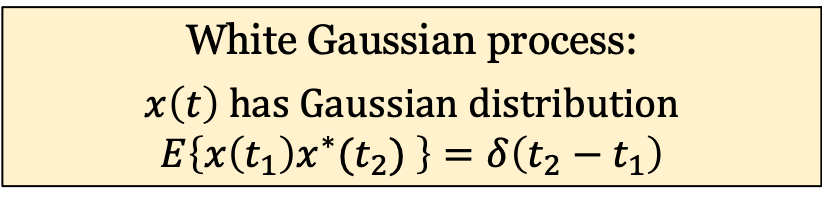 White Gaussian process:
x(t) has Gaussian distribution
E{x(t₁)x*(t₂) } = δ(t₂ − t₁)